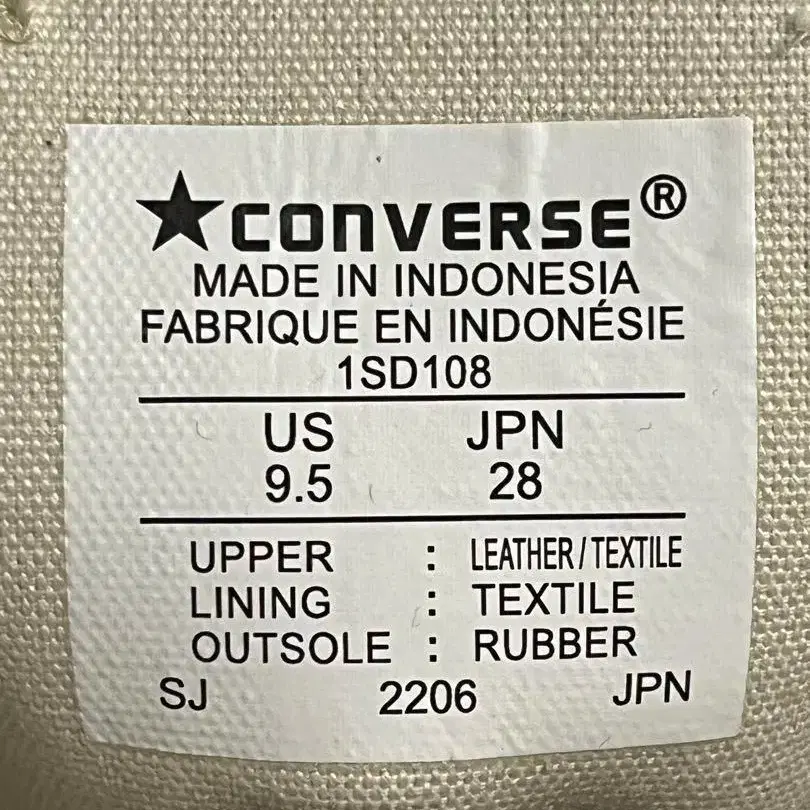 ★CONVERSE®
MADE IN INDONESIA
FABRIQUE EN INDONÉSIE
1SD108
US JPN
9.5 28
UPPER : LEATHER/TEXTILE
LINING : TEXTILE
OUTSOLE : RUBBER
SJ 2206 JPN